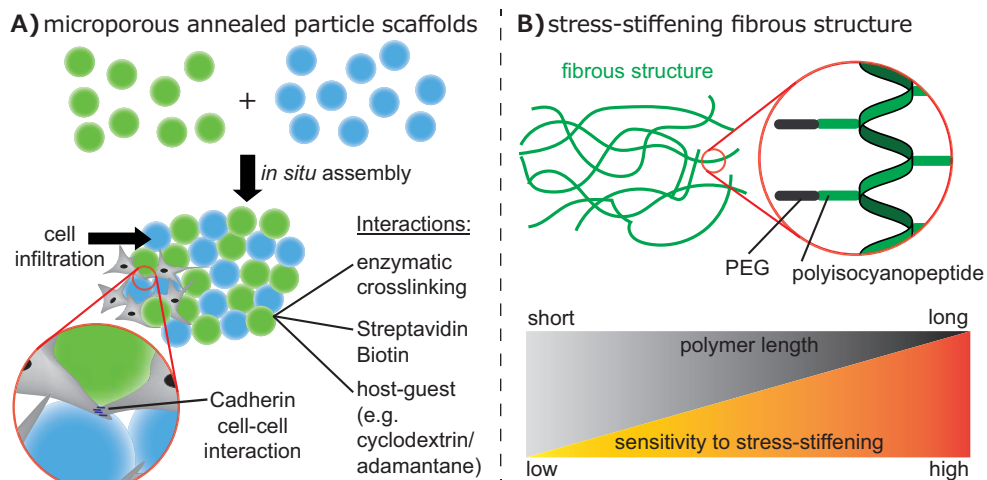 A) microporous annealed particle scaffolds
+
in situ assembly
cell
infiltration
Interactions:
enzymatic
crosslinking
Streptavidin
Biotin
host-guest
(e.g.
cyclodextrin/
adamantane)
Cadherin
cell-cell
interaction
B) stress-stiffening fibrous structure
fibrous structure
PEG
polyisocyanopeptide
short
long
polymer length
sensitivity to stress-stiffening
low
high